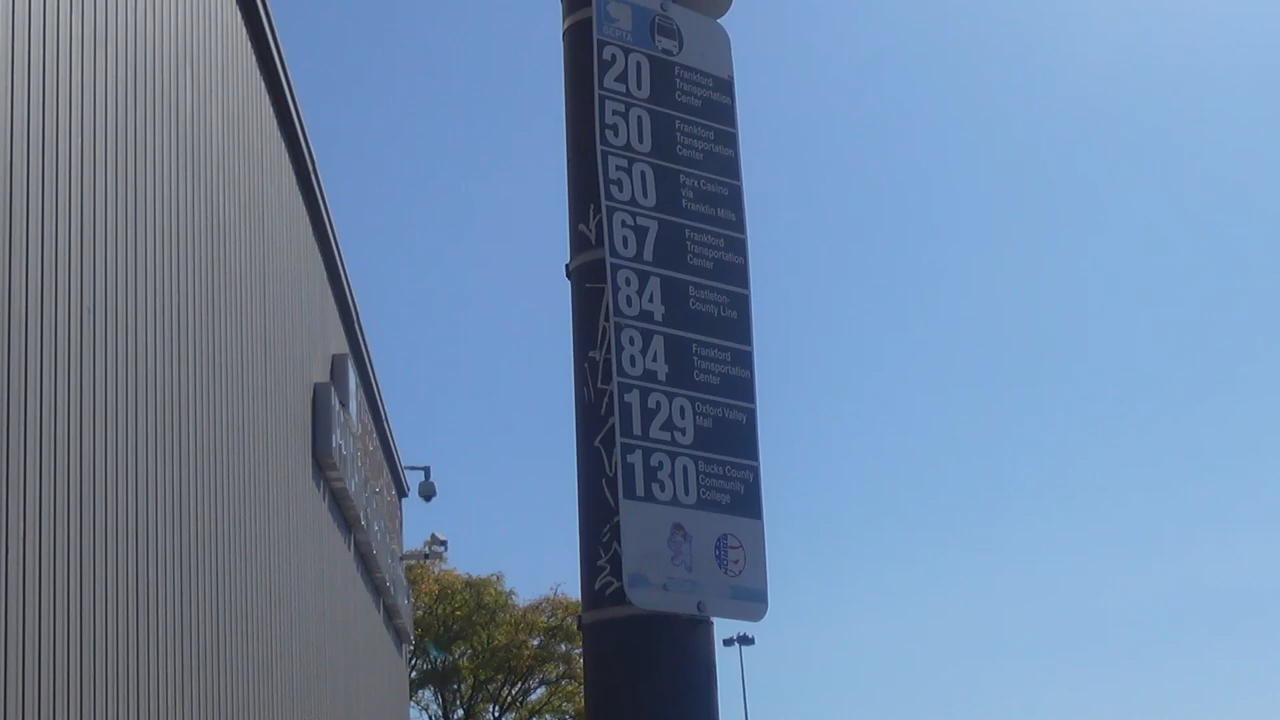 SEPTA
20
Frankford
Transportation
Center
50
Frankford
Transportation
Center
50
Parx Casino
via
Franklin Mills
67
Frankford
Transportation
Center
84
Bustleton-
County Line
84
Frankford
Transportation
Center
129
Oxford Valley
Mall
130
Bucks County
Community
College